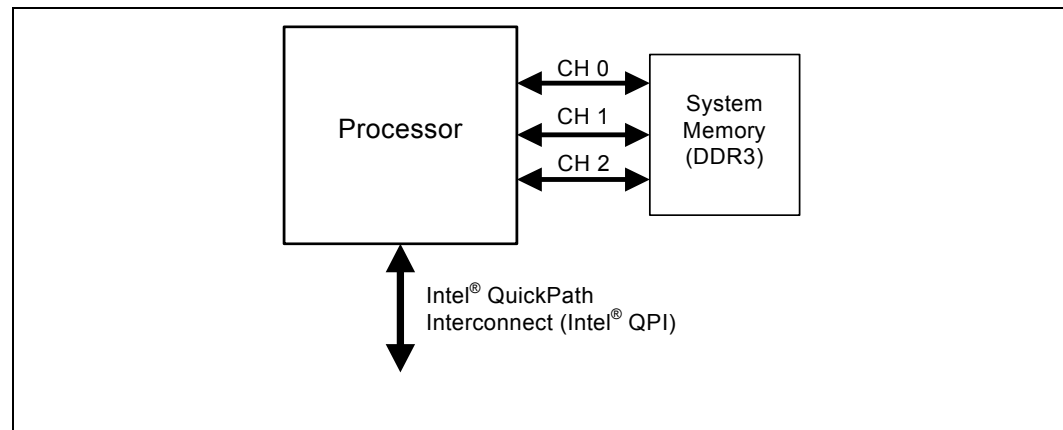 Processor
CH 0
CH 1
CH 2
System
Memory
(DDR3)
Intel® QuickPath
Interconnect (Intel® QPI)